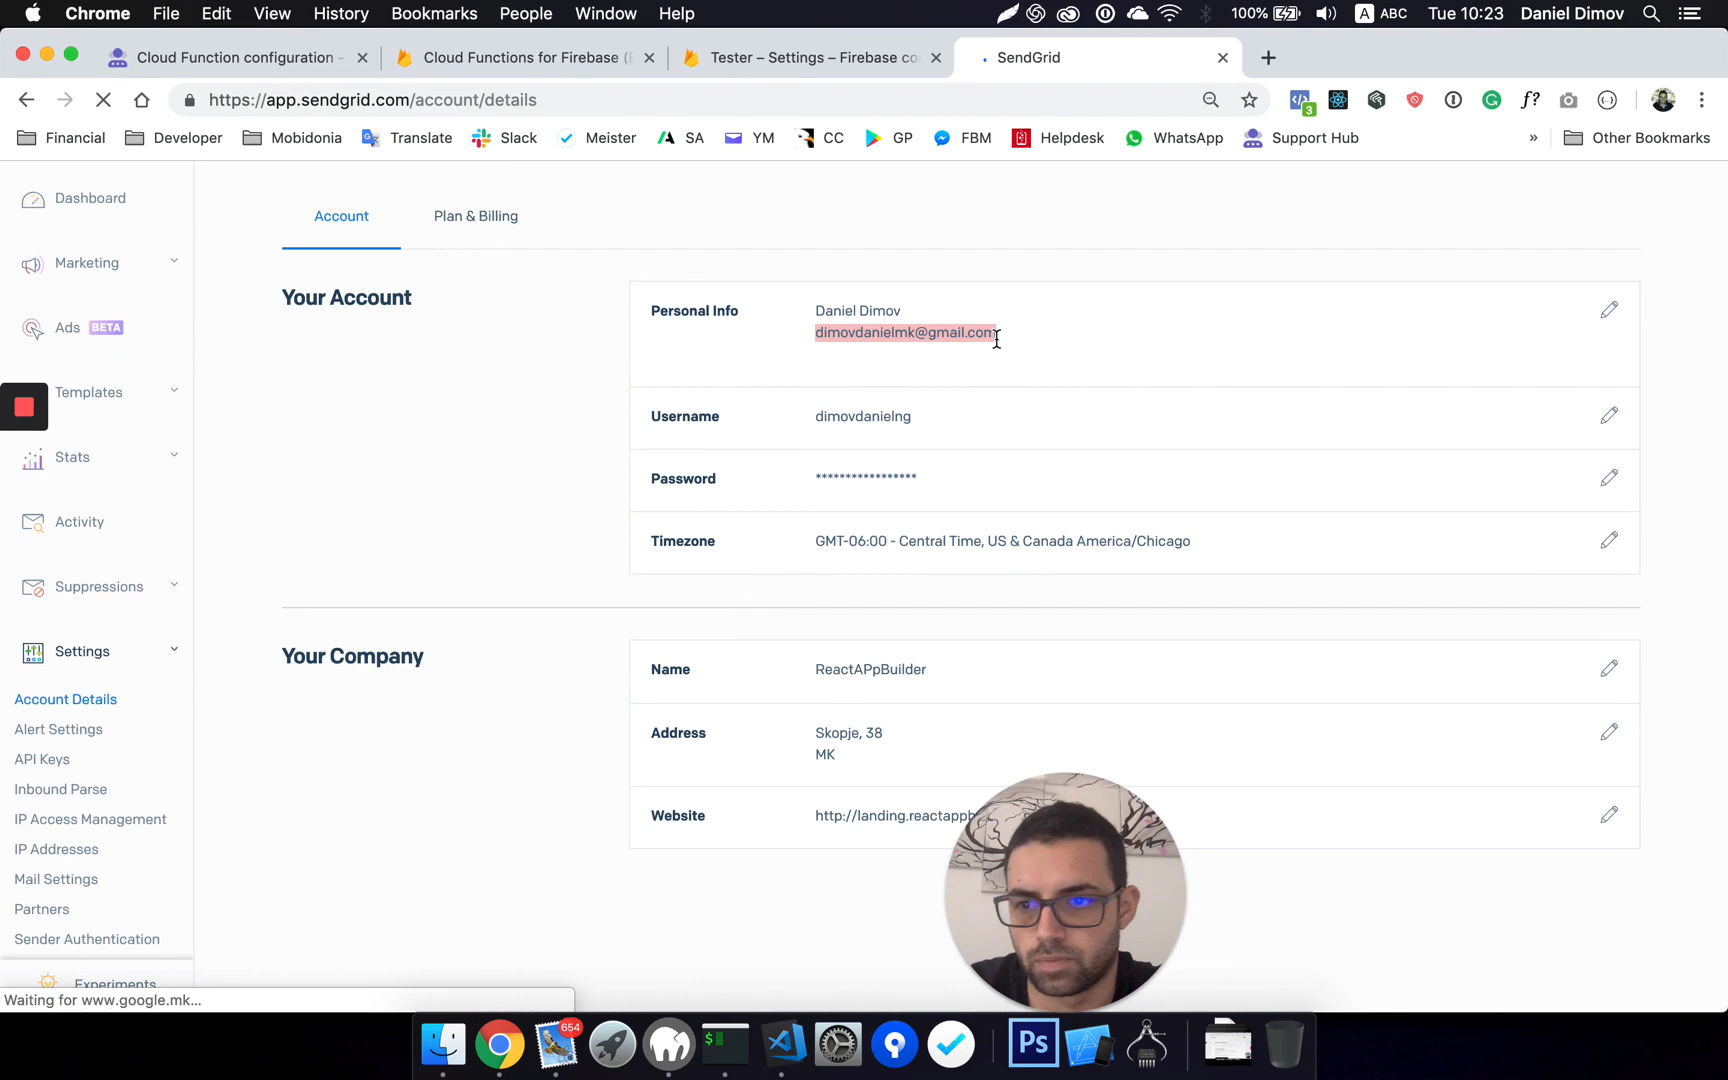 Chrome File Edit View History Bookmarks People Window Help 100% A ABC Tue 10:23 Daniel Dimov
Cloud Function configuration - Cloud Functions for Firebase (B Tester – Settings – Firebase co SendGrid
https://app.sendgrid.com/account/details
3
f?
Financial Developer Mobidonia Translate Slack Meister SA YM CC GP FBM Helpdesk WhatsApp Support Hub » Other Bookmarks
Dashboard
Marketing
Ads BETA
Templates
Stats
Activity
Suppressions
Settings
Account Details
Alert Settings
API Keys
Inbound Parse
IP Access Management
IP Addresses
Mail Settings
Partners
Sender Authentication
Experiments
Account Plan & Billing
Your Account
Personal Info Daniel Dimov
dimovdanielmk@gmail.com
Username dimovdanielng
Password *****************
Timezone GMT-06:00 - Central Time, US & Canada America/Chicago
Your Company
Name ReactAPpBuilder
Address Skopje, 38
MK
Website http://landing.reactappb
Waiting for www.google.mk...
654
$
Ps